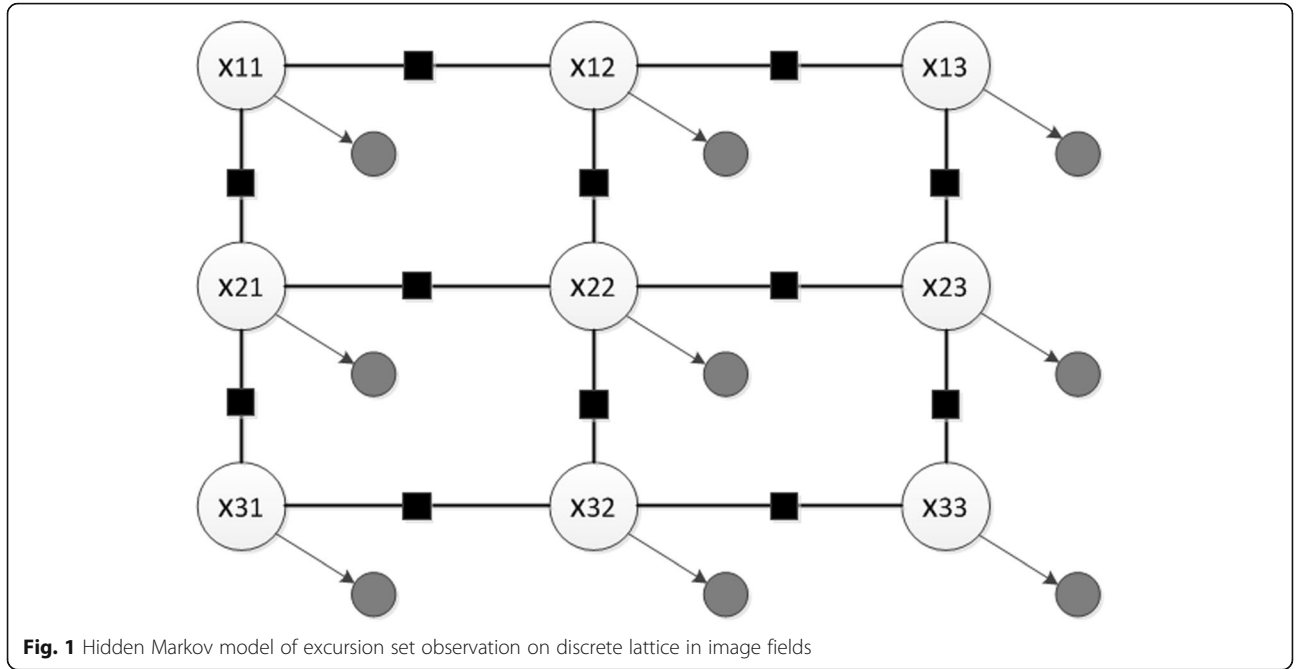 x11 x12 x13
x21 x22 x23
x31 x32 x33
Fig. 1 Hidden Markov model of excursion set observation on discrete lattice in image fields